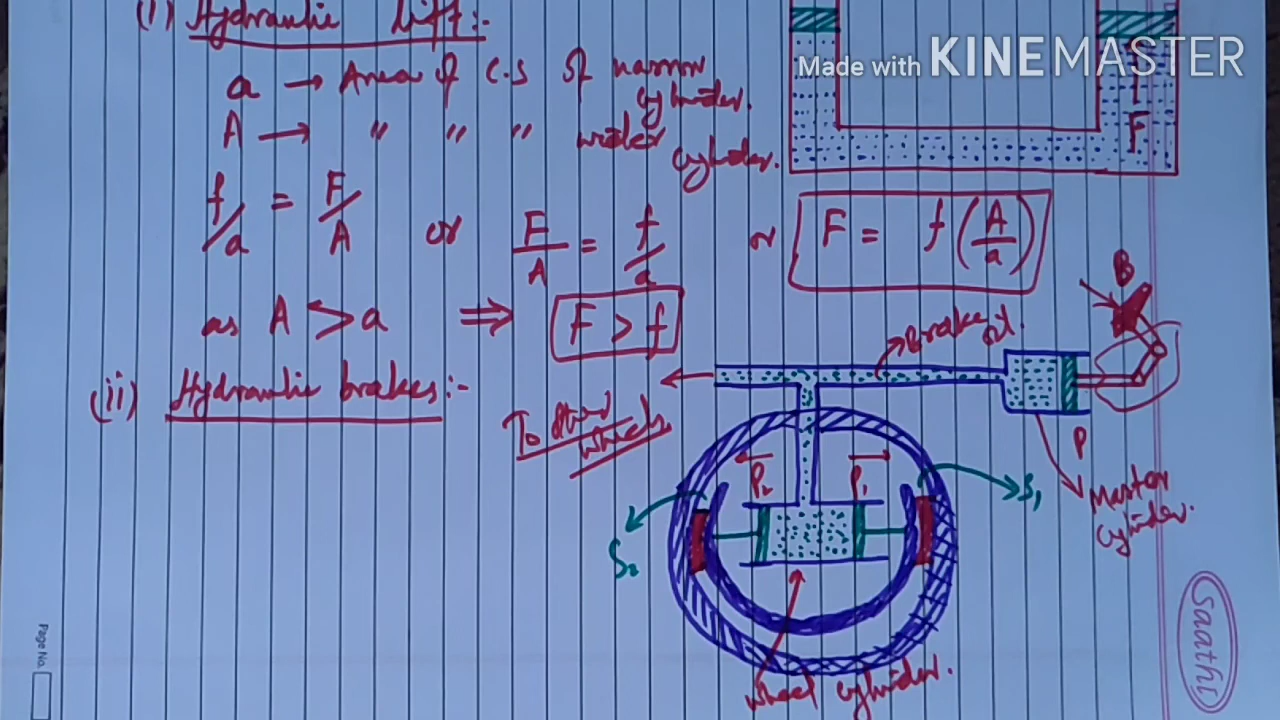 (i) Hydraulic Lift:-
a → Area of C.S of narrow cylinder.
A → " " " wider cylinder.
f/a = F/A or F/A = f/a or F = f(A/a)
as A > a ⇒ F > f
(ii) Hydraulic brakes:-
Made with KINEMASTER
F
B
Brake oil.
P
Master cylinder.
To other wheels
P2 P1
S1
S2
wheel cylinder.
saathi
Page No.